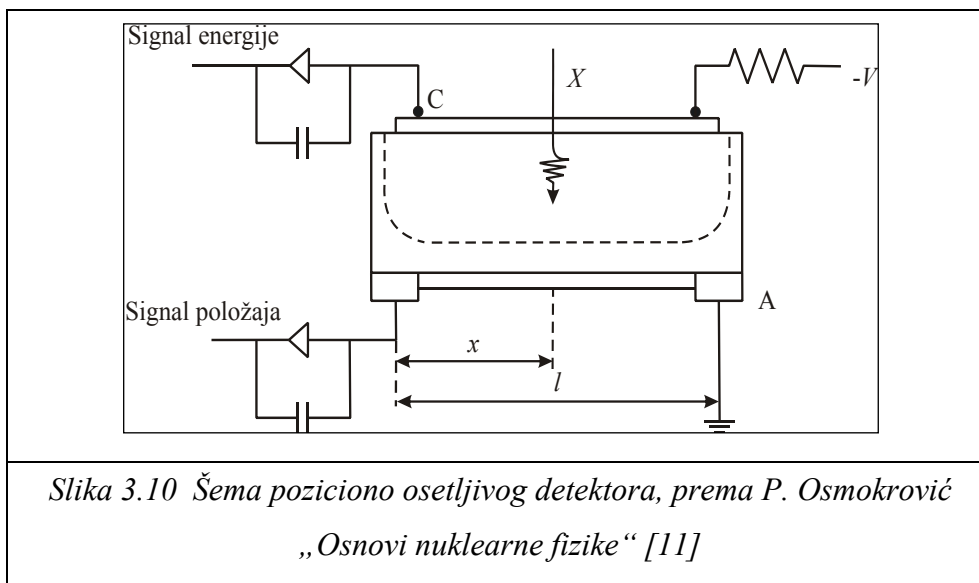 Signal energije
C
X
-V
Signal položaja
A
x
l
Slika 3.10 Šema poziciono osetljivog detektora, prema P. Osmokrović
„Osnovi nuklearne fizike“ [11]